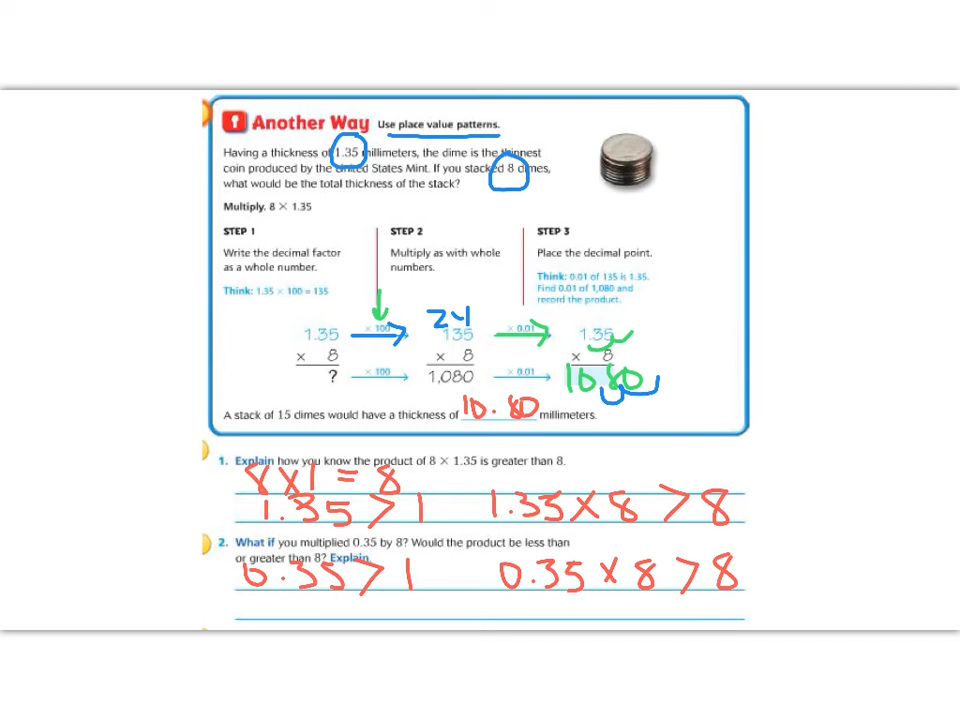 Another Way Use place value patterns.
Having a thickness of 1.35 millimeters, the dime is the thinnest
coin produced by the United States Mint. If you stacked 8 dimes,
what would be the total thickness of the stack?
Multiply. 8 × 1.35
STEP 1 STEP 2 STEP 3
Write the decimal factor Multiply as with whole Place the decimal point.
as a whole number. numbers.
Think: 1.35 × 100 = 135 Think: 0.01 of 135 is 1.35.
Find 0.01 of 1,080 and
record the product.
24
1.35 × 100 135 × 0.01 1.35
× 8 × 8 × 8
? × 100 1,080 × 0.01 10.80
A stack of 15 dimes would have a thickness of 10.80 millimeters.
1. Explain how you know the product of 8 × 1.35 is greater than 8.
8 × 1 = 8
1.35 > 1 1.35 × 8 > 8
2. What if you multiplied 0.35 by 8? Would the product be less than
or greater than 8? Explain.
0.35 > 1 0.35 × 8 > 8